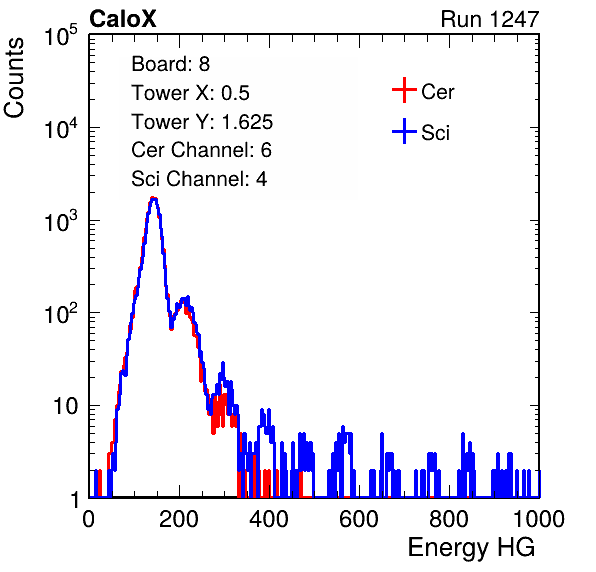 CaloX Run 1247
Counts
10^5
10^4
10^3
10^2
10
1
Board: 8
Tower X: 0.5
Tower Y: 1.625
Cer Channel: 6
Sci Channel: 4
Cer
Sci
0 200 400 600 800 1000
Energy HG